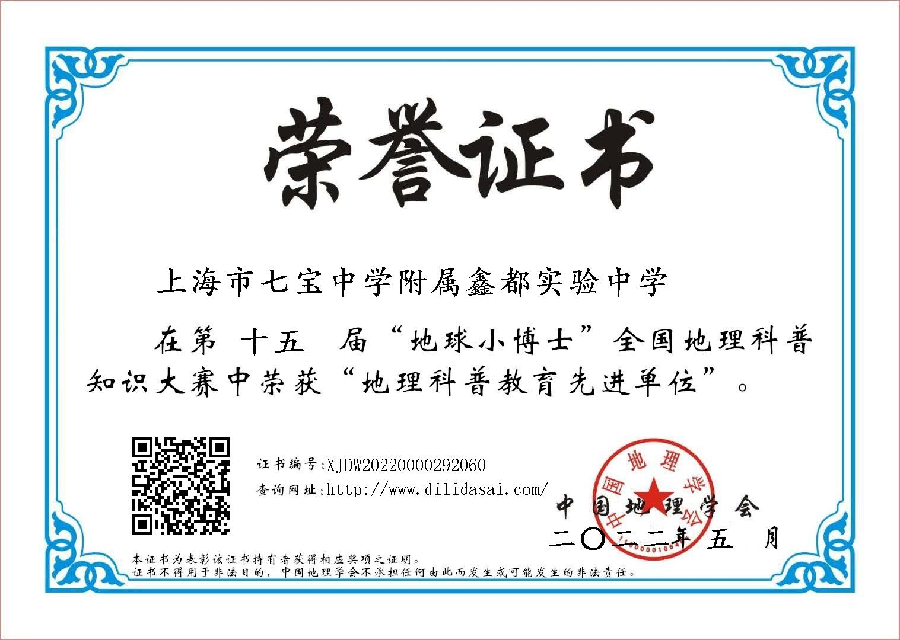 荣誉证书
上海市七宝中学附属鑫都实验中学
在第 十五 届“地球小博士”全国地理科普
知识大赛中荣获“地理科普教育先进单位”。
证书编号:XJDW20220000292060
查询网址:http://www.dilidasai.com/
中国地理学会
中国地理学会
二〇二二年 五 月
本证书为表彰该证书持有者获得相应奖项之证明。
证书不得用于非法目的，中国地理学会不承担任何由此而发生或可能发生的非法责任。